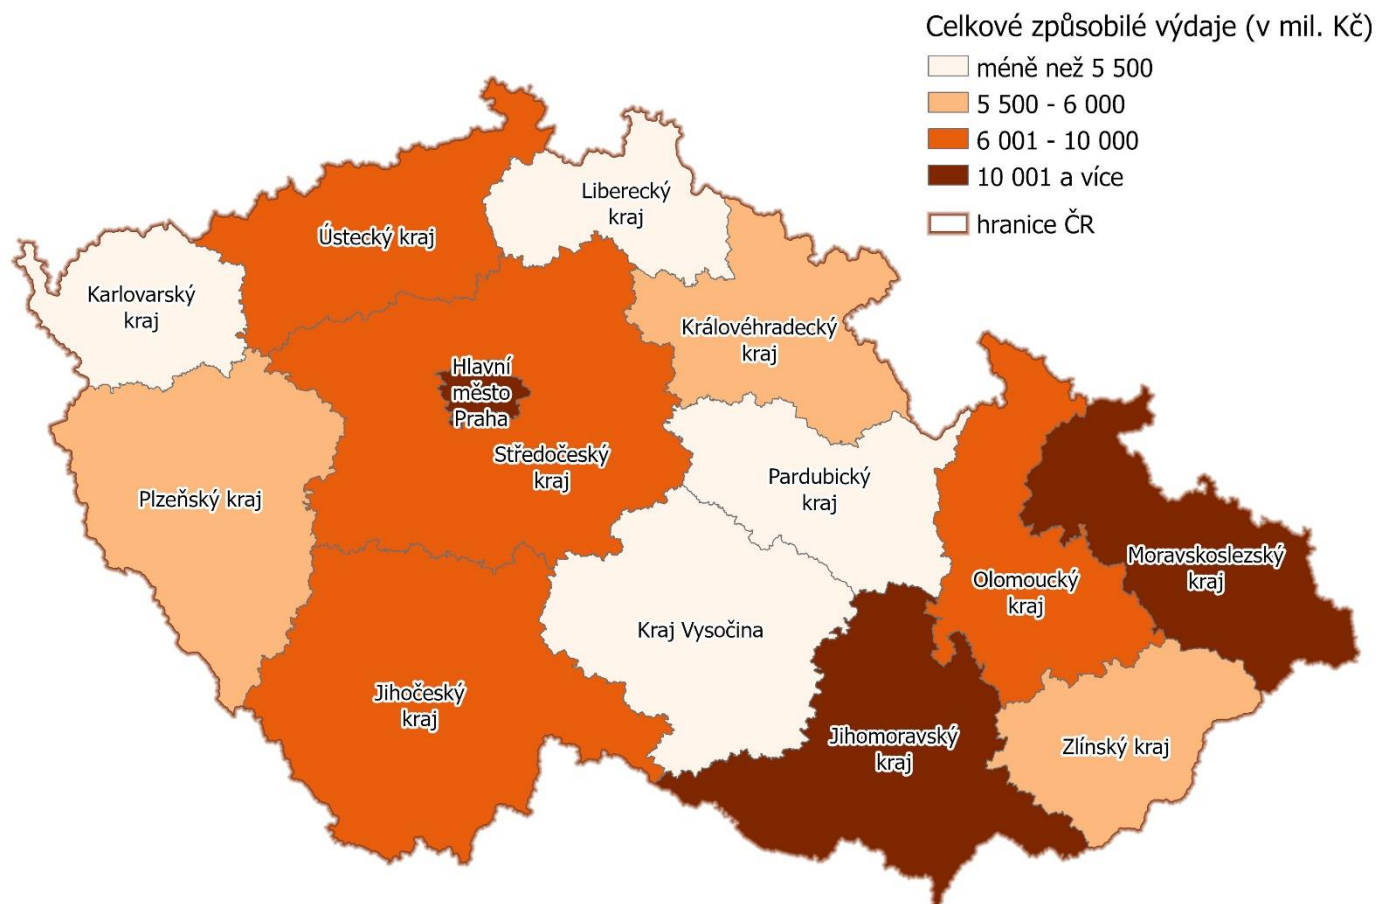 Celkové způsobilé výdaje (v mil. Kč)
méně než 5 500
5 500 - 6 000
6 001 - 10 000
10 001 a více
hranice ČR
Liberecký
kraj
Ústecký kraj
Karlovarský
kraj
Královéhradecký
kraj
Hlavní
město
Praha
Středočeský
kraj
Pardubický
kraj
Plzeňský kraj
Moravskoslezský
kraj
Olomoucký
kraj
Kraj Vysočina
Jihočeský
kraj
Jihomoravský
kraj
Zlínský kraj